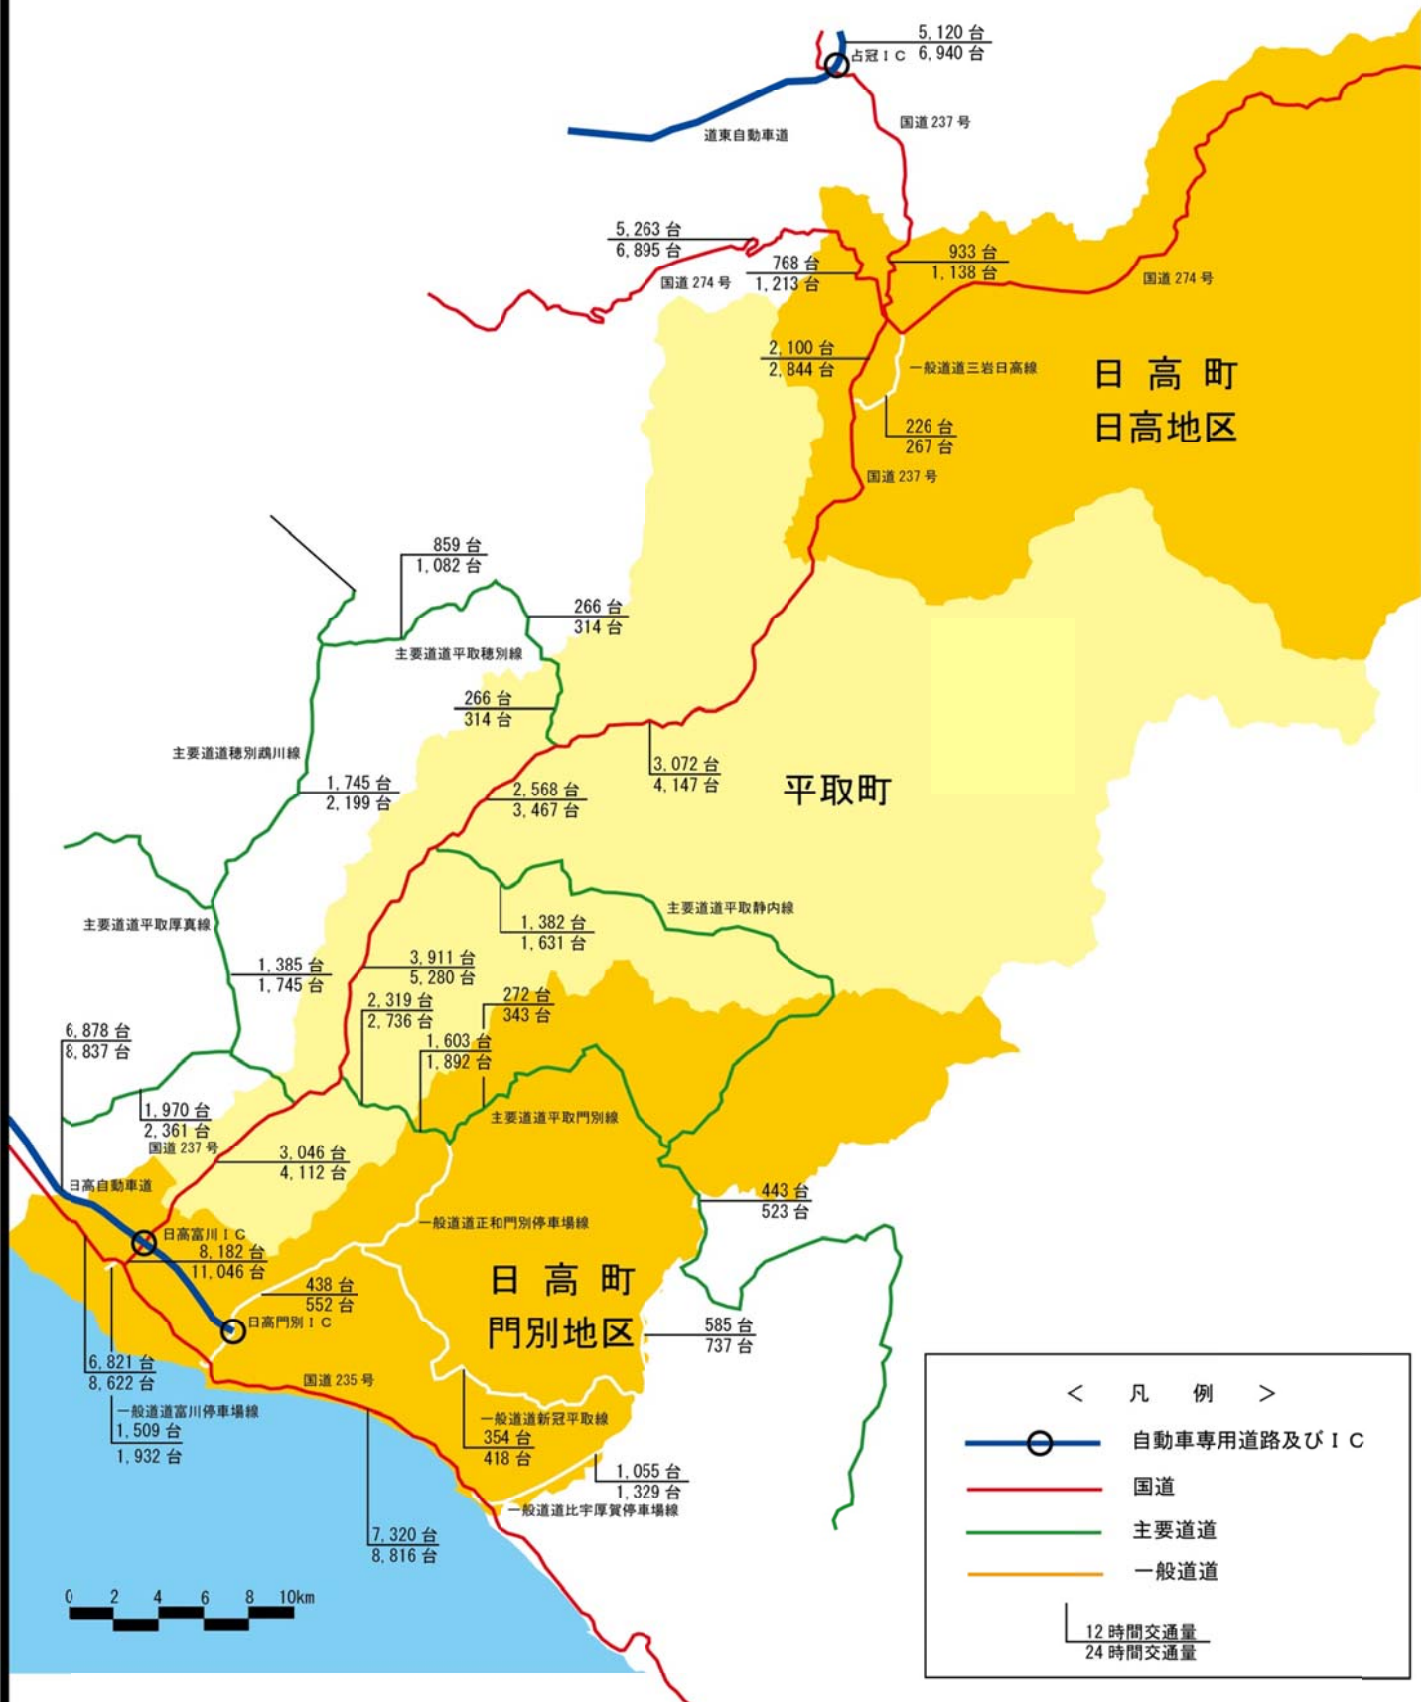 5,120 台
占冠ＩＣ 6,940 台
国道237 号
道東自動車道
5,263 台
6,895 台
国道 274 号
768 台
1,213 台
933 台
1,138 台
国道 274 号
2,100 台
2,844 台
一般道道三岩日高線
日 高 町
日高地区
226 台
267 台
国道 237 号
859 台
1,082 台
266 台
314 台
主要道道平取穂別線
266 台
314 台
主要道道穂別鵡川線
1,745 台
2,199 台
2,568 台
3,467 台
3,072 台
4,147 台
平取町
主要道道平取厚真線
主要道道平取静内線
1,382 台
1,631 台
1,385 台
1,745 台
3,911 台
5,280 台
2,319 台
2,736 台
272 台
343 台
1,603 台
1,892 台
6,878 台
8,837 台
1,970 台
2,361 台
主要道道平取門別線
国道 237 号
3,046 台
4,112 台
日高自動車道
443 台
523 台
一般道道正和門別停車場線
日高富川ＩＣ
8,182 台
11,046 台
438 台
552 台
日高門別ＩＣ
日 高 町
門別地区
585 台
737 台
6,821 台
8,622 台
国道 235 号
一般道道富川停車場線
1,509 台
1,932 台
一般道道新冠平取線
354 台
418 台
1,055 台
1,329 台
一般道道比宇厚賀停車場線
7,320 台
8,816 台
0 2 4 6 8 10km
＜ 凡 例 ＞
自動車専用道路及びＩＣ
国道
主要道道
一般道道
12 時間交通量
24 時間交通量